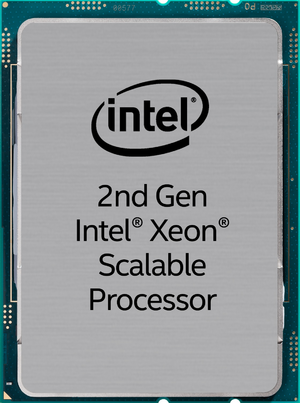 intel®
2nd Gen
Intel® Xeon®
Scalable
Processor